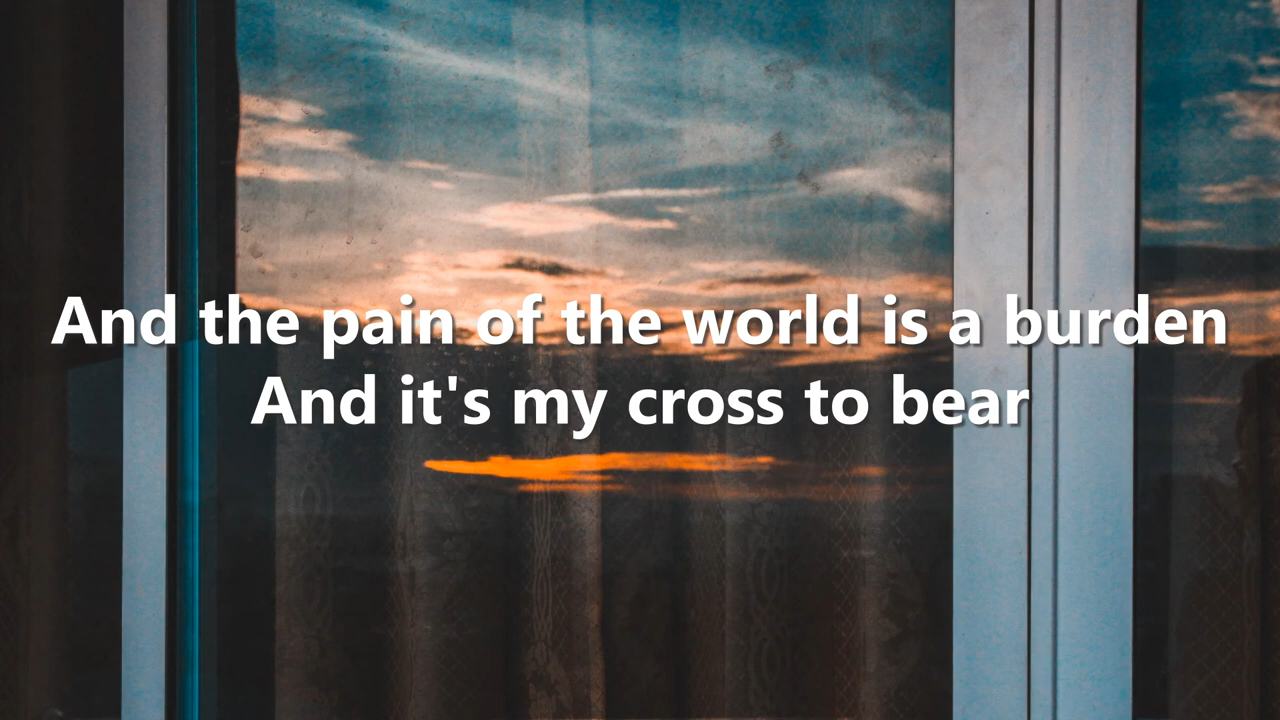 And the pain of the world is a burden
And it's my cross to bear